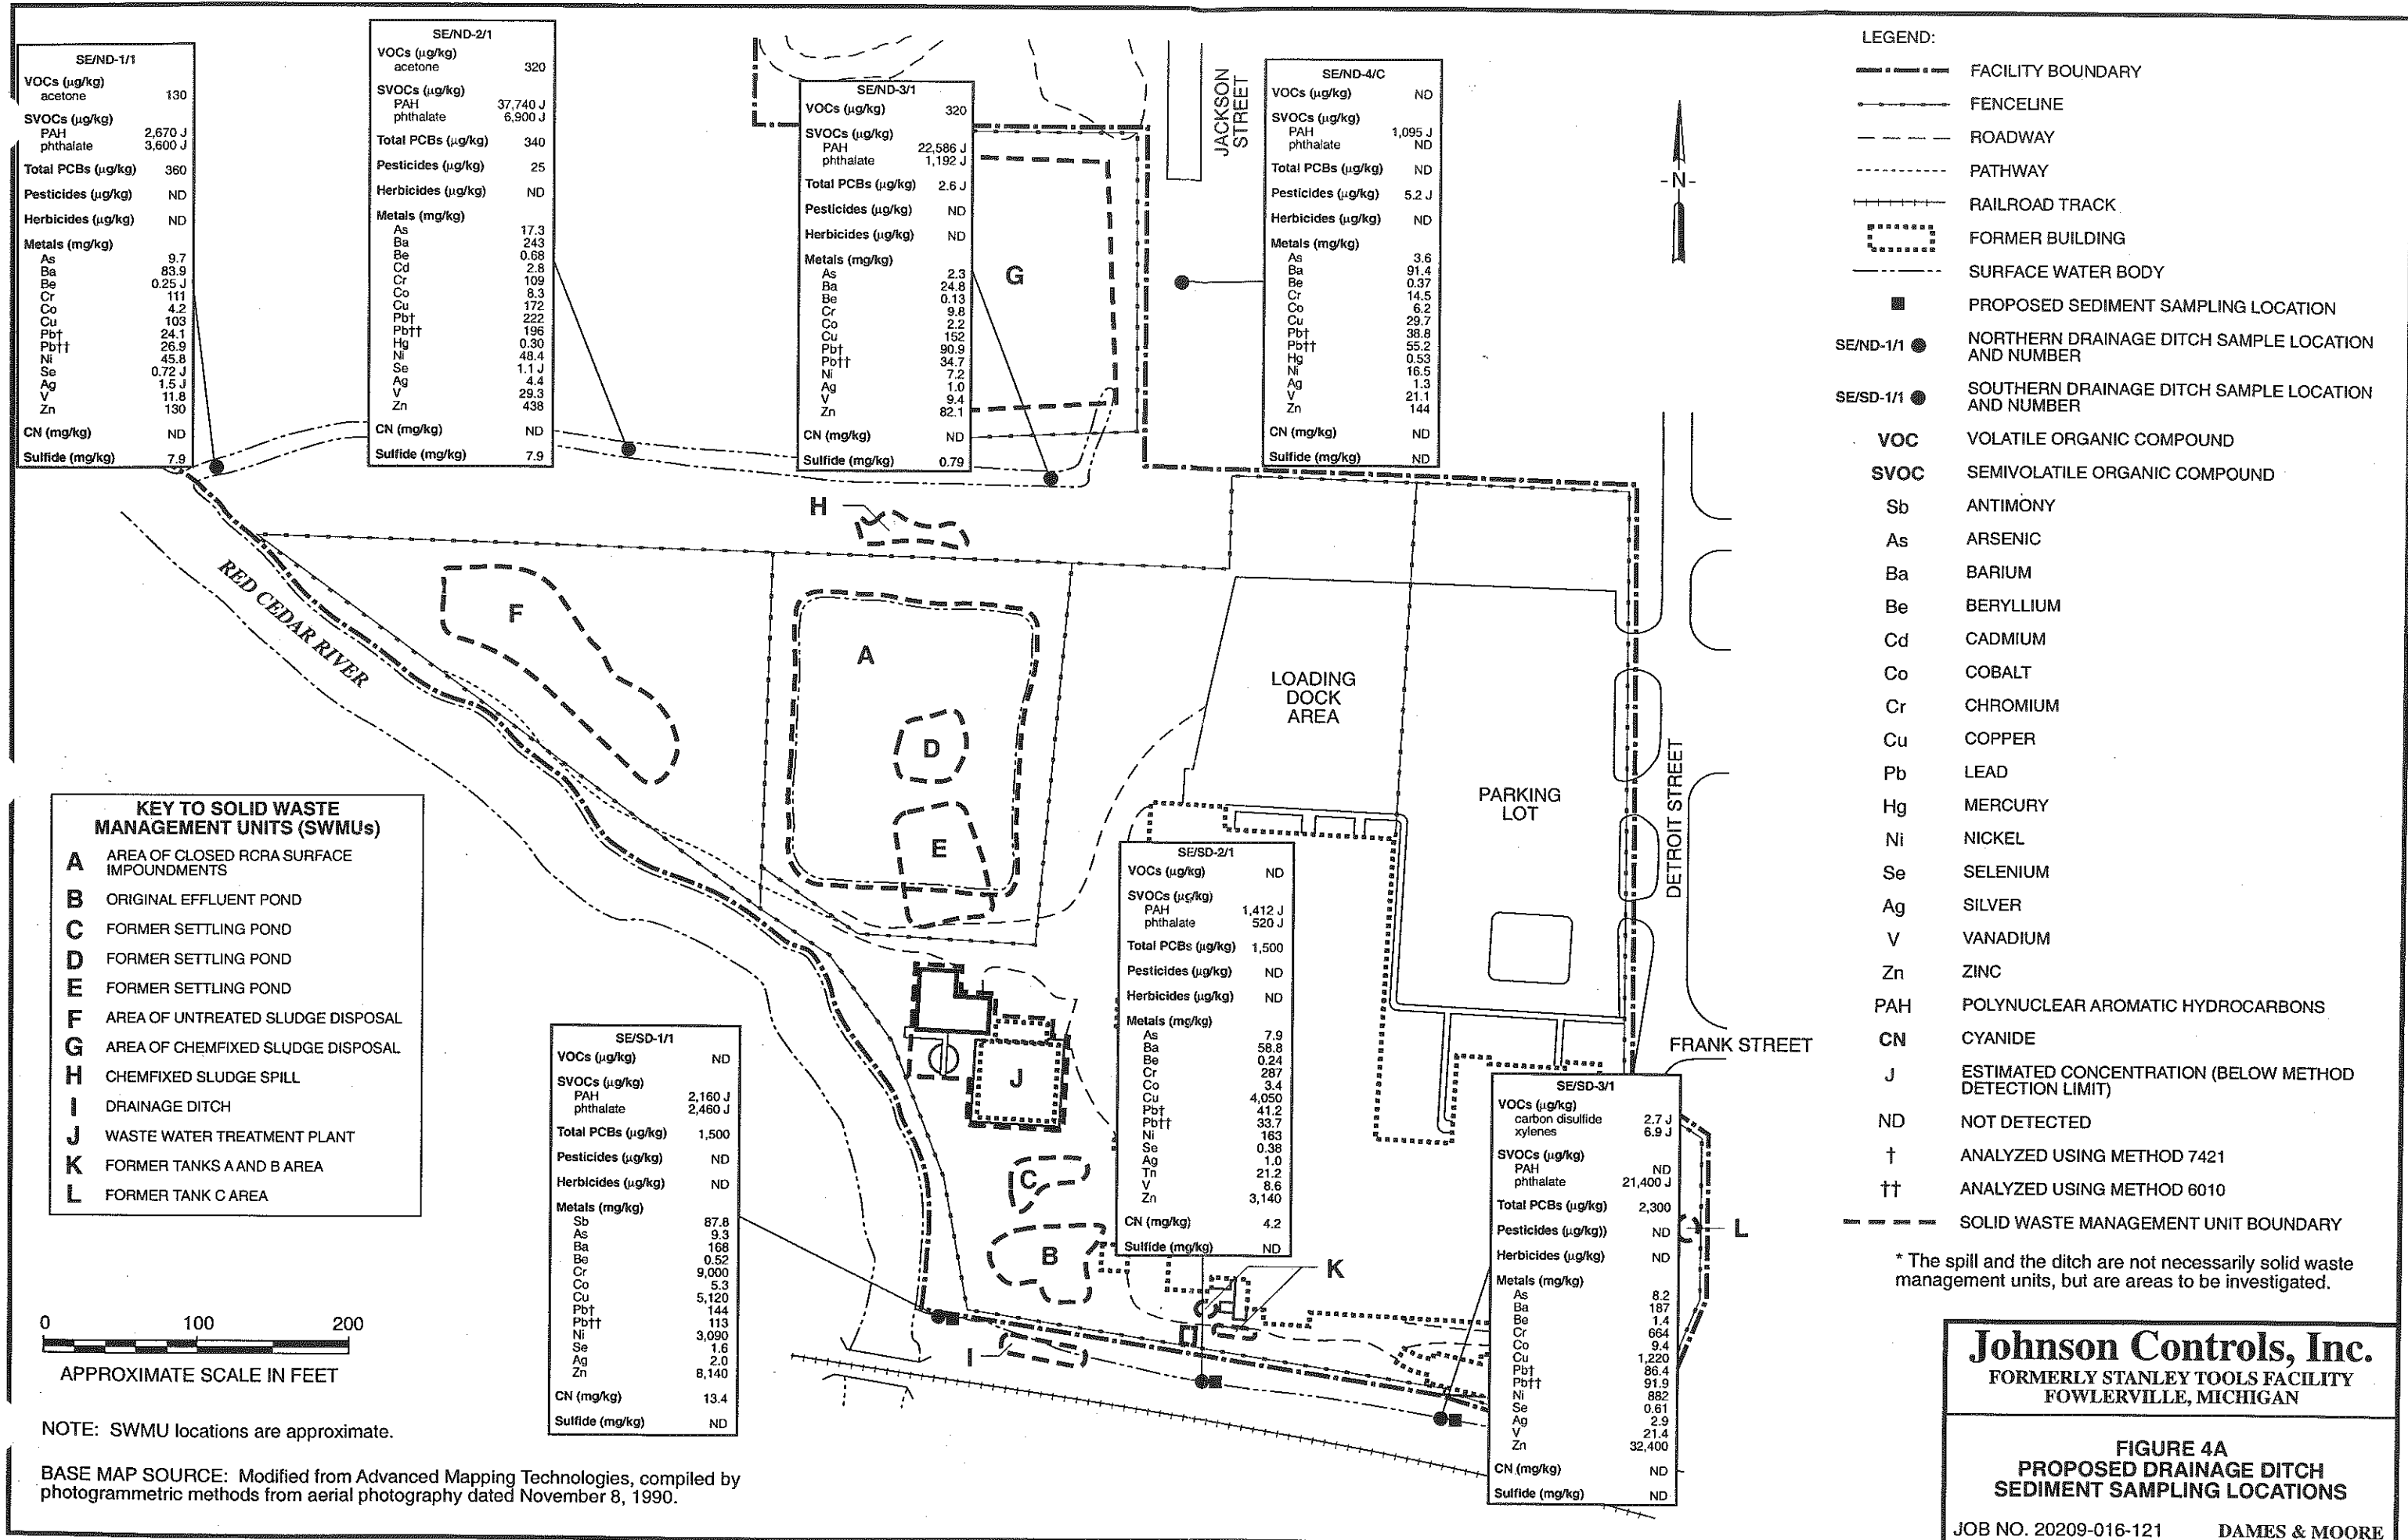 SE/ND-1/1
VOCs (µg/kg)
acetone 130
SVOCs (µg/kg)
PAH 2,670 J
phthalate 3,600 J
Total PCBs (µg/kg) 360
Pesticides (µg/kg) ND
Herbicides (µg/kg) ND
Metals (mg/kg)
As 9.7
Ba 83.9
Be 0.25 J
Cr 111
Co 4.2
Cu 103
Pb† 24.1
Pb†† 26.9
Ni 45.8
Se 0.72 J
Ag 1.5 J
V 11.8
Zn 130
CN (mg/kg) ND
Sulfide (mg/kg) 7.9
SE/ND-2/1
VOCs (µg/kg)
acetone 320
SVOCs (µg/kg)
PAH 37,740 J
phthalate 6,900 J
Total PCBs (µg/kg) 340
Pesticides (µg/kg) 25
Herbicides (µg/kg) ND
Metals (mg/kg)
As 17.3
Ba 243
Be 0.68
Cd 2.8
Cr 109
Co 8.3
Cu 172
Pb† 222
Pb†† 196
Hg 0.30
Ni 48.4
Se 1.1 J
Ag 4.4
V 29.3
Zn 438
CN (mg/kg) ND
Sulfide (mg/kg) 7.9
SE/ND-3/1
VOCs (µg/kg) 320
SVOCs (µg/kg)
PAH 22,586 J
phthalate 1,192 J
Total PCBs (µg/kg) 2.6 J
Pesticides (µg/kg) ND
Herbicides (µg/kg) ND
Metals (mg/kg)
As 2.3
Ba 24.8
Be 0.13
Cr 9.8
Co 2.2
Cu 152
Pb† 90.9
Pb†† 34.7
Ni 7.2
Ag 1.0
V 9.4
Zn 82.1
CN (mg/kg) ND
Sulfide (mg/kg) 0.79
G
JACKSON
STREET
SE/ND-4/C
VOCs (µg/kg) ND
SVOCs (µg/kg)
PAH 1,095 J
phthalate ND
Total PCBs (µg/kg) ND
Pesticides (µg/kg) 5.2 J
Herbicides (µg/kg) ND
Metals (mg/kg)
As 3.6
Ba 91.4
Be 0.37
Cr 14.5
Co 6.2
Cu 29.7
Pb† 38.8
Pb†† 55.2
Hg 0.53
Ni 16.5
Ag 1.3
V 21.1
Zn 144
CN (mg/kg) ND
Sulfide (mg/kg) ND
-N-
H
RED CEDAR RIVER
F
A
D
E
LOADING
DOCK
AREA
PARKING
LOT
DETROIT STREET
FRANK STREET
KEY TO SOLID WASTE
MANAGEMENT UNITS (SWMUs)
A AREA OF CLOSED RCRA SURFACE
IMPOUNDMENTS
B ORIGINAL EFFLUENT POND
C FORMER SETTLING POND
D FORMER SETTLING POND
E FORMER SETTLING POND
F AREA OF UNTREATED SLUDGE DISPOSAL
G AREA OF CHEMFIXED SLUDGE DISPOSAL
H CHEMFIXED SLUDGE SPILL
I DRAINAGE DITCH
J WASTE WATER TREATMENT PLANT
K FORMER TANKS A AND B AREA
L FORMER TANK C AREA
SE/SD-1/1
VOCs (µg/kg) ND
SVOCs (µg/kg)
PAH 2,160 J
phthalate 2,460 J
Total PCBs (µg/kg) 1,500
Pesticides (µg/kg) ND
Herbicides (µg/kg) ND
Metals (mg/kg)
Sb 87.8
As 9.3
Ba 168
Be 0.52
Cr 9,000
Co 5.3
Cu 5,120
Pb† 144
Pb†† 113
Ni 3,090
Se 1.6
Ag 2.0
Zn 8,140
CN (mg/kg) 13.4
Sulfide (mg/kg) ND
J
C
B
I
K
L
SE/SD-2/1
VOCs (µg/kg) ND
SVOCs (µg/kg)
PAH 1,412 J
phthalate 520 J
Total PCBs (µg/kg) 1,500
Pesticides (µg/kg) ND
Herbicides (µg/kg) ND
Metals (mg/kg)
As 7.9
Ba 58.8
Be 0.24
Cr 287
Co 3.4
Cu 4,050
Pb† 41.2
Pb†† 33.7
Ni 163
Se 0.38
Ag 1.0
Tn 21.2
V 8.6
Zn 3,140
CN (mg/kg) 4.2
Sulfide (mg/kg) ND
SE/SD-3/1
VOCs (µg/kg)
carbon disulfide 2.7 J
xylenes 6.9 J
SVOCs (µg/kg)
PAH ND
phthalate 21,400 J
Total PCBs (µg/kg) 2,300
Pesticides (µg/kg)) ND
Herbicides (µg/kg) ND
Metals (mg/kg)
As 8.2
Ba 187
Be 1.4
Cr 664
Co 9.4
Cu 1,220
Pb† 86.4
Pb†† 91.9
Ni 882
Se 0.61
Ag 2.9
V 21.4
Zn 32,400
CN (mg/kg) ND
Sulfide (mg/kg) ND
0 100 200
APPROXIMATE SCALE IN FEET
NOTE: SWMU locations are approximate.
BASE MAP SOURCE: Modified from Advanced Mapping Technologies, compiled by
photogrammetric methods from aerial photography dated November 8, 1990.
LEGEND:
FACILITY BOUNDARY
FENCELINE
ROADWAY
PATHWAY
RAILROAD TRACK
FORMER BUILDING
SURFACE WATER BODY
PROPOSED SEDIMENT SAMPLING LOCATION
SE/ND-1/1 NORTHERN DRAINAGE DITCH SAMPLE LOCATION
AND NUMBER
SE/SD-1/1 SOUTHERN DRAINAGE DITCH SAMPLE LOCATION
AND NUMBER
VOC VOLATILE ORGANIC COMPOUND
SVOC SEMIVOLATILE ORGANIC COMPOUND
Sb ANTIMONY
As ARSENIC
Ba BARIUM
Be BERYLLIUM
Cd CADMIUM
Co COBALT
Cr CHROMIUM
Cu COPPER
Pb LEAD
Hg MERCURY
Ni NICKEL
Se SELENIUM
Ag SILVER
V VANADIUM
Zn ZINC
PAH POLYNUCLEAR AROMATIC HYDROCARBONS
CN CYANIDE
J ESTIMATED CONCENTRATION (BELOW METHOD
DETECTION LIMIT)
ND NOT DETECTED
† ANALYZED USING METHOD 7421
†† ANALYZED USING METHOD 6010
SOLID WASTE MANAGEMENT UNIT BOUNDARY
* The spill and the ditch are not necessarily solid waste
management units, but are areas to be investigated.
Johnson Controls, Inc.
FORMERLY STANLEY TOOLS FACILITY
FOWLERVILLE, MICHIGAN
FIGURE 4A
PROPOSED DRAINAGE DITCH
SEDIMENT SAMPLING LOCATIONS
JOB NO. 20209-016-121 DAMES & MOORE